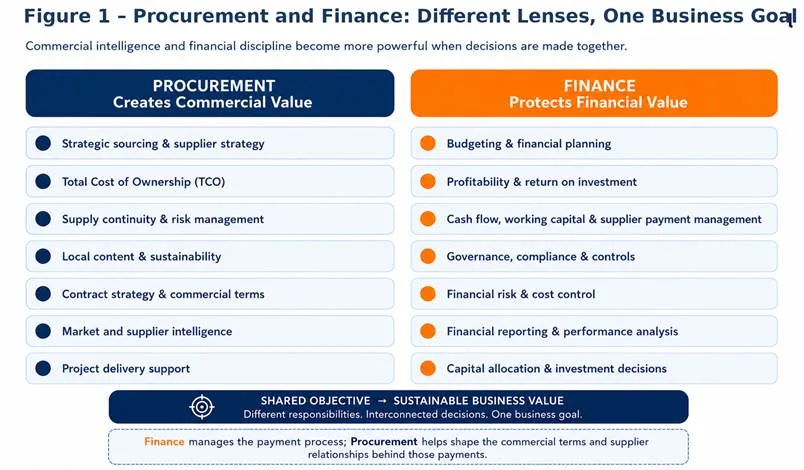 Figure 1 – Procurement and Finance: Different Lenses, One Business Goal
Commercial intelligence and financial discipline become more powerful when decisions are made together.
PROCUREMENT
Creates Commercial Value
Strategic sourcing & supplier strategy
Total Cost of Ownership (TCO)
Supply continuity & risk management
Local content & sustainability
Contract strategy & commercial terms
Market and supplier intelligence
Project delivery support
FINANCE
Protects Financial Value
Budgeting & financial planning
Profitability & return on investment
Cash flow, working capital & supplier payment management
Governance, compliance & controls
Financial risk & cost control
Financial reporting & performance analysis
Capital allocation & investment decisions
SHARED OBJECTIVE → SUSTAINABLE BUSINESS VALUE
Different responsibilities. Interconnected decisions. One business goal.
Finance manages the payment process; Procurement helps shape the commercial terms and supplier
relationships behind those payments.